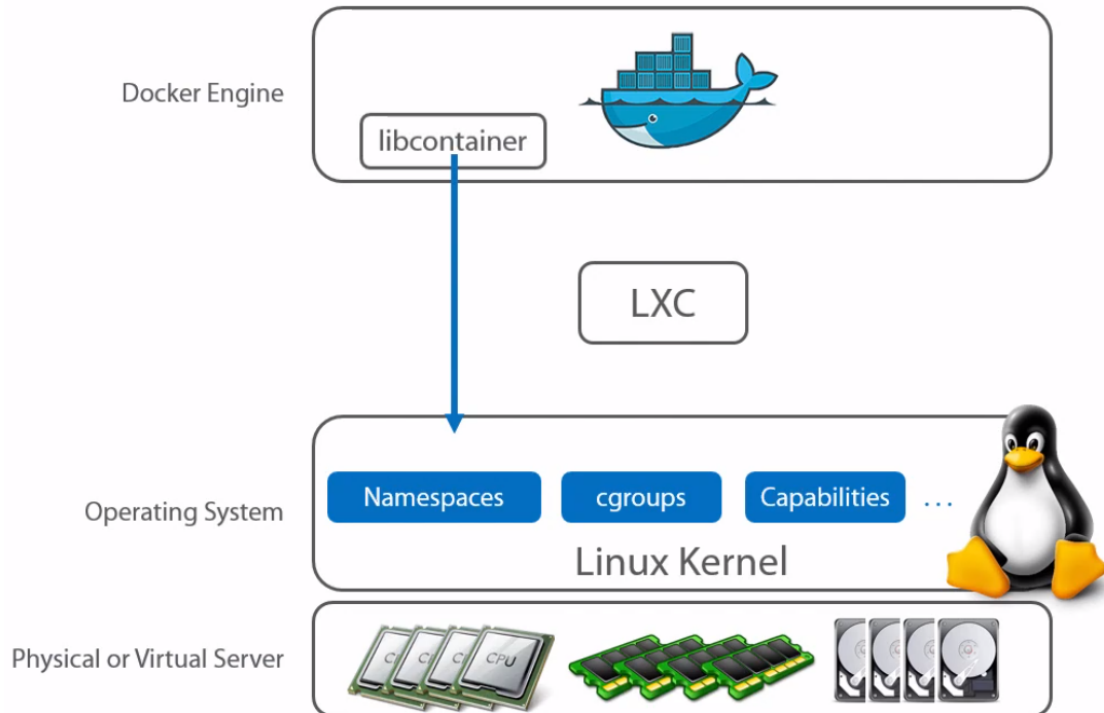 Docker Engine
libcontainer
LXC
Operating System
Namespaces
cgroups
Capabilities
...
Linux Kernel
Physical or Virtual Server
CPU